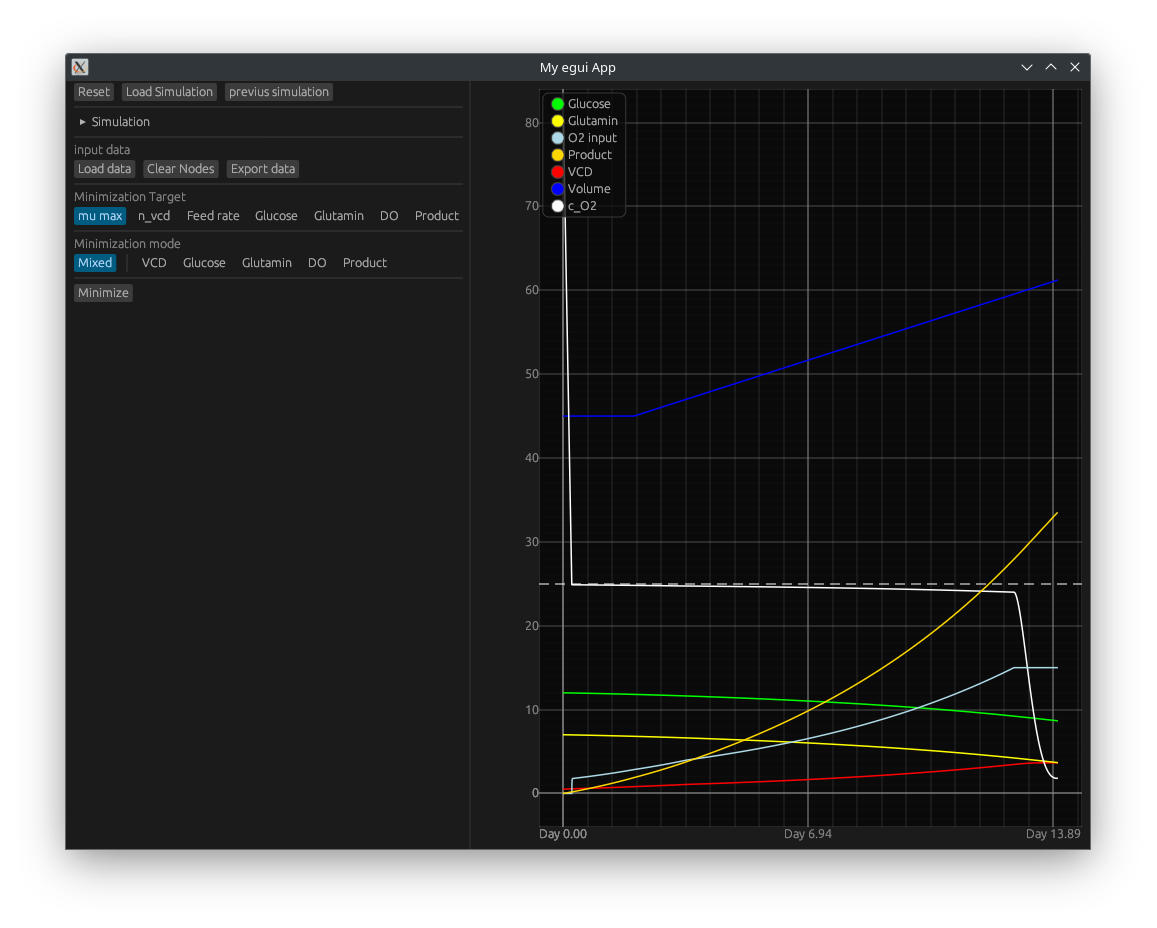 My egui App
Reset Load Simulation previus simulation
Simulation
input data
Load data Clear Nodes Export data
Minimization Target
mu max n_vcd Feed rate Glucose Glutamin DO Product
Minimization mode
Mixed VCD Glucose Glutamin DO Product
Minimize
Glucose
Glutamin
O2 input
Product
VCD
Volume
c_O2
80
70
60
50
40
30
20
10
0
Day 0.00 Day 6.94 Day 13.89